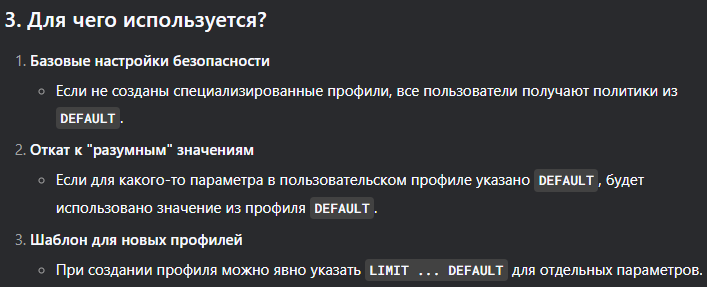 3. Для чего используется?
1. Базовые настройки безопасности
Если не созданы специализированные профили, все пользователи получают политики из
DEFAULT.
2. Откат к "разумным" значениям
Если для какого-то параметра в пользовательском профиле указано DEFAULT, будет
использовано значение из профиля DEFAULT.
3. Шаблон для новых профилей
При создании профиля можно явно указать LIMIT ... DEFAULT для отдельных параметров.